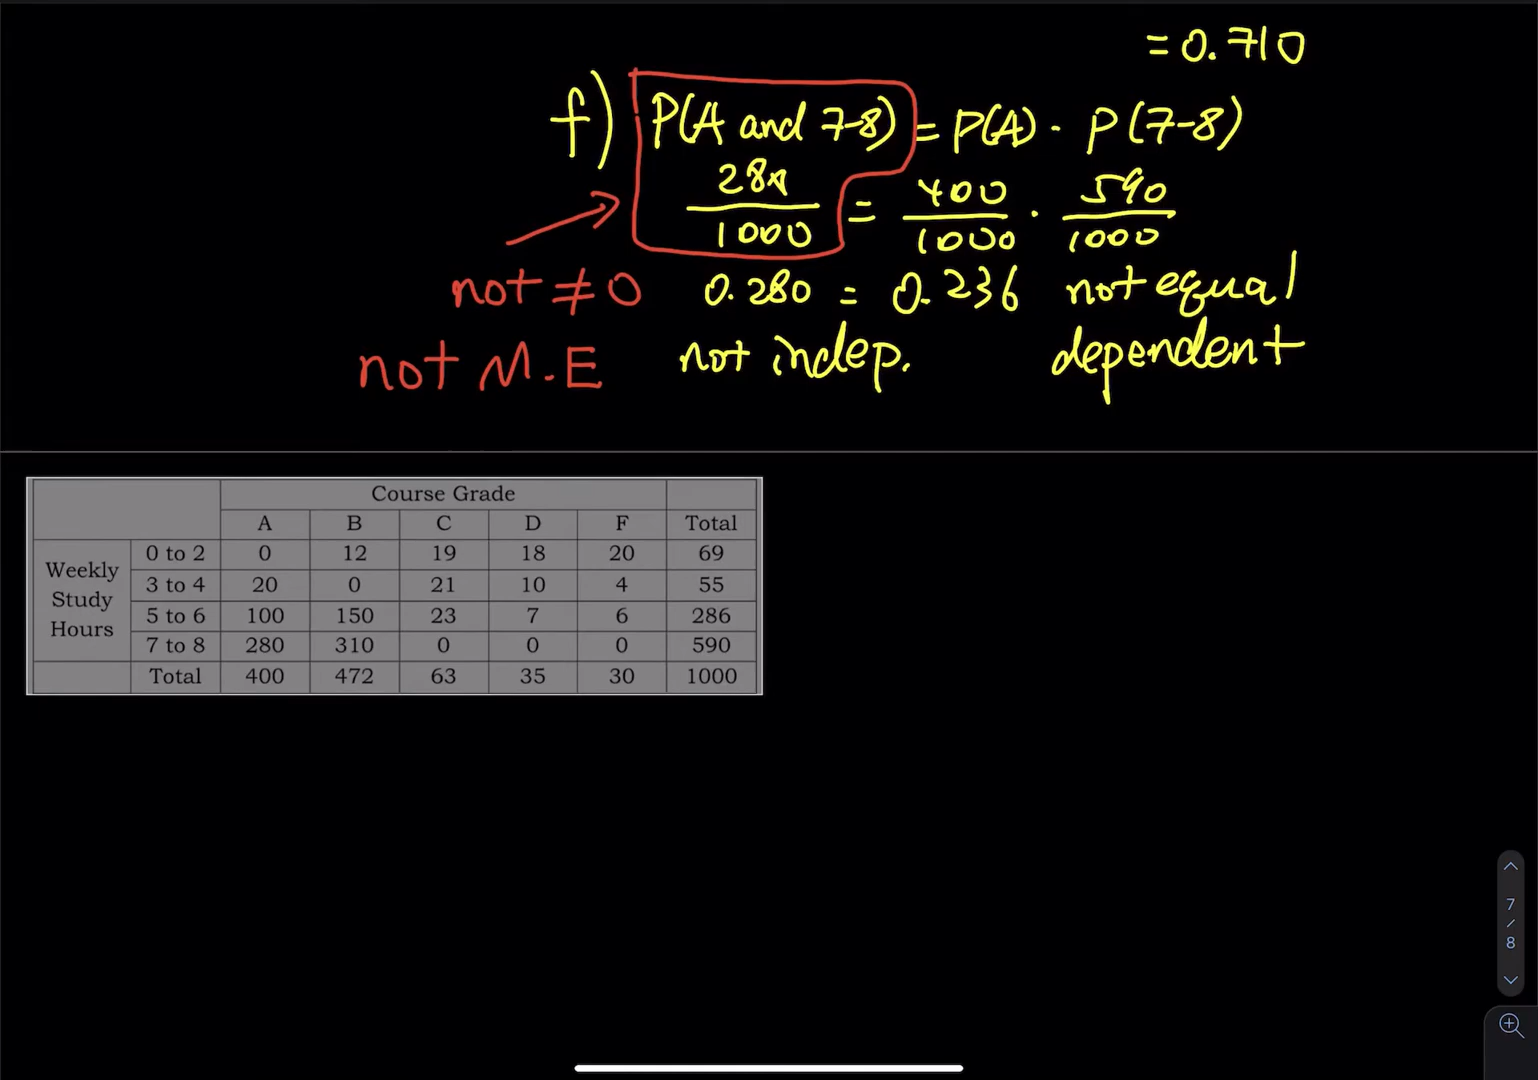 = 0.710
f) P(A and 7-8) = P(A) · P(7-8)
280/1000 = 400/1000 · 590/1000
not ≠ 0 0.280 = 0.236 not equal
not M.E not indep. dependent
Course Grade
A B C D F Total
Weekly Study Hours
0 to 2 0 12 19 18 20 69
3 to 4 20 0 21 10 4 55
5 to 6 100 150 23 7 6 286
7 to 8 280 310 0 0 0 590
Total 400 472 63 35 30 1000
7
/
8